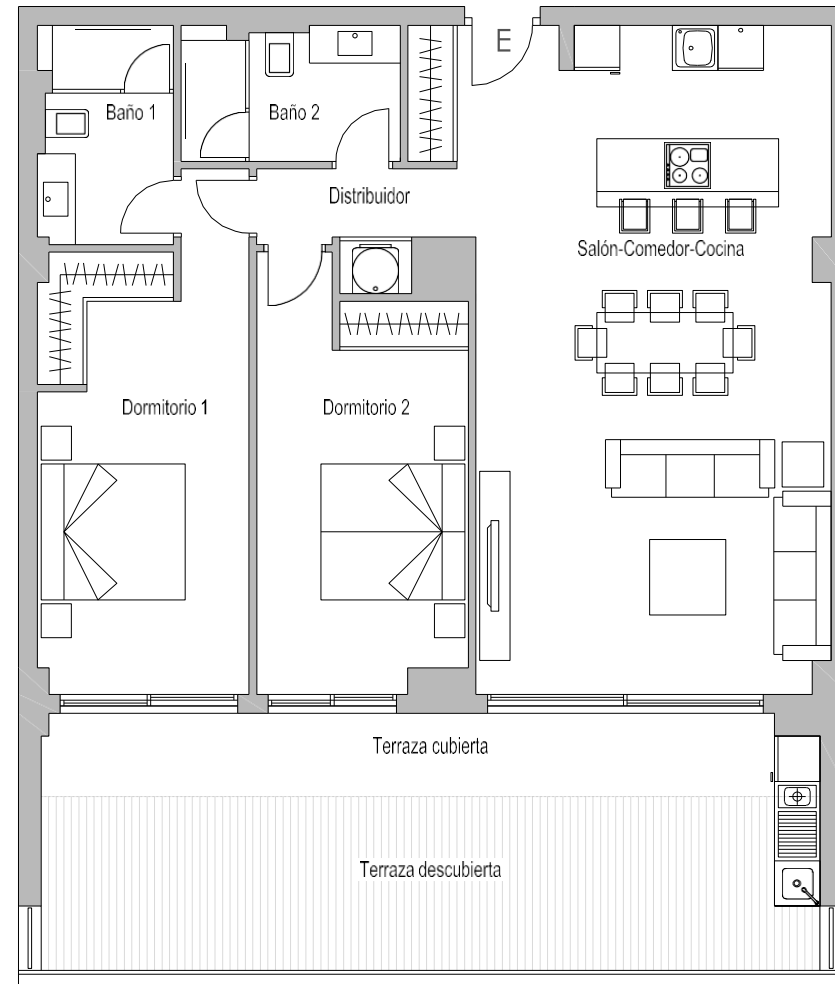 E
Baño 1
Baño 2
Distribuidor
Salón-Comedor-Cocina
Dormitorio 1
Dormitorio 2
Terraza cubierta
Terraza descubierta